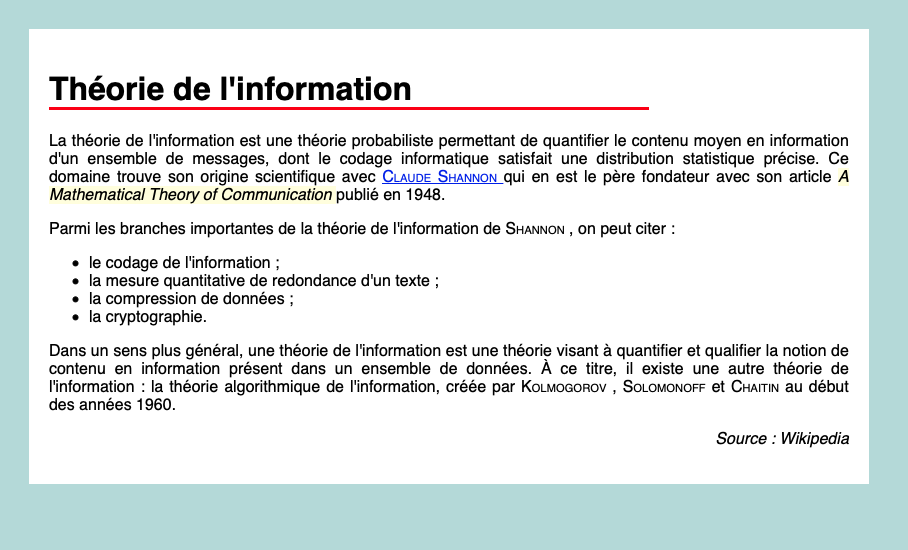 Théorie de l'information
La théorie de l'information est une théorie probabiliste permettant de quantifier le contenu moyen en information
d'un ensemble de messages, dont le codage informatique satisfait une distribution statistique précise. Ce
domaine trouve son origine scientifique avec Claude Shannon qui en est le père fondateur avec son article A
Mathematical Theory of Communication publié en 1948.
Parmi les branches importantes de la théorie de l'information de Shannon , on peut citer :
• le codage de l'information ;
• la mesure quantitative de redondance d'un texte ;
• la compression de données ;
• la cryptographie.
Dans un sens plus général, une théorie de l'information est une théorie visant à quantifier et qualifier la notion de
contenu en information présent dans un ensemble de données. À ce titre, il existe une autre théorie de
l'information : la théorie algorithmique de l'information, créée par Kolmogorov , Solomonoff et Chaitin au début
des années 1960.
Source : Wikipedia